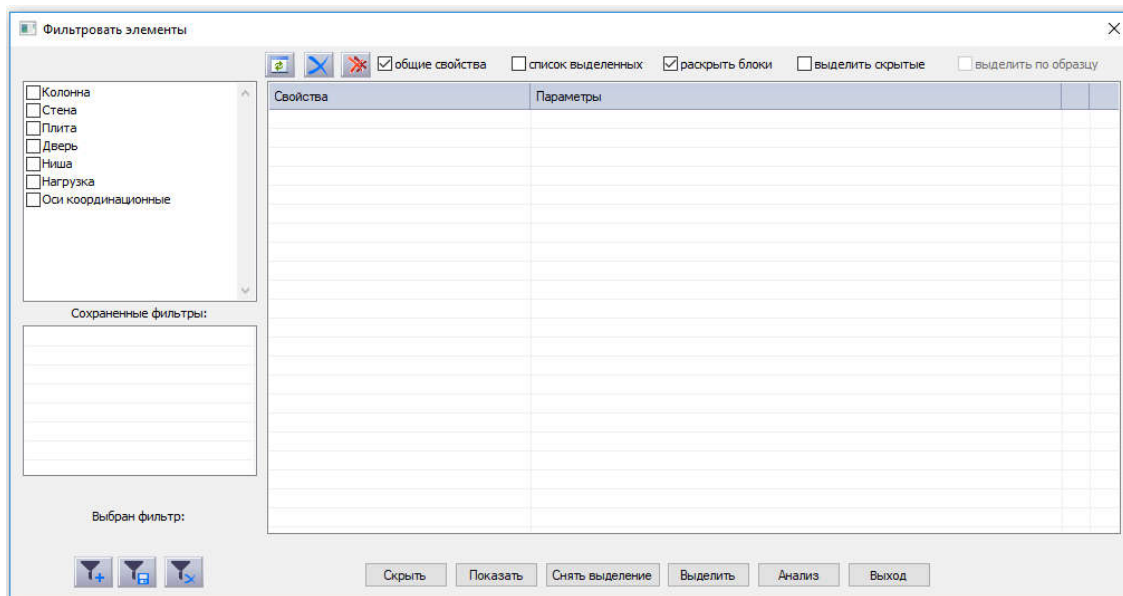 Фильтровать элементы
общие свойства список выделенных раскрыть блоки выделить скрытые выделить по образцу
Колонна
Стена
Плита
Дверь
Ниша
Нагрузка
Оси координационные
Свойства Параметры
Сохраненные фильтры:
Выбран фильтр:
Скрыть Показать Снять выделение Выделить Анализ Выход